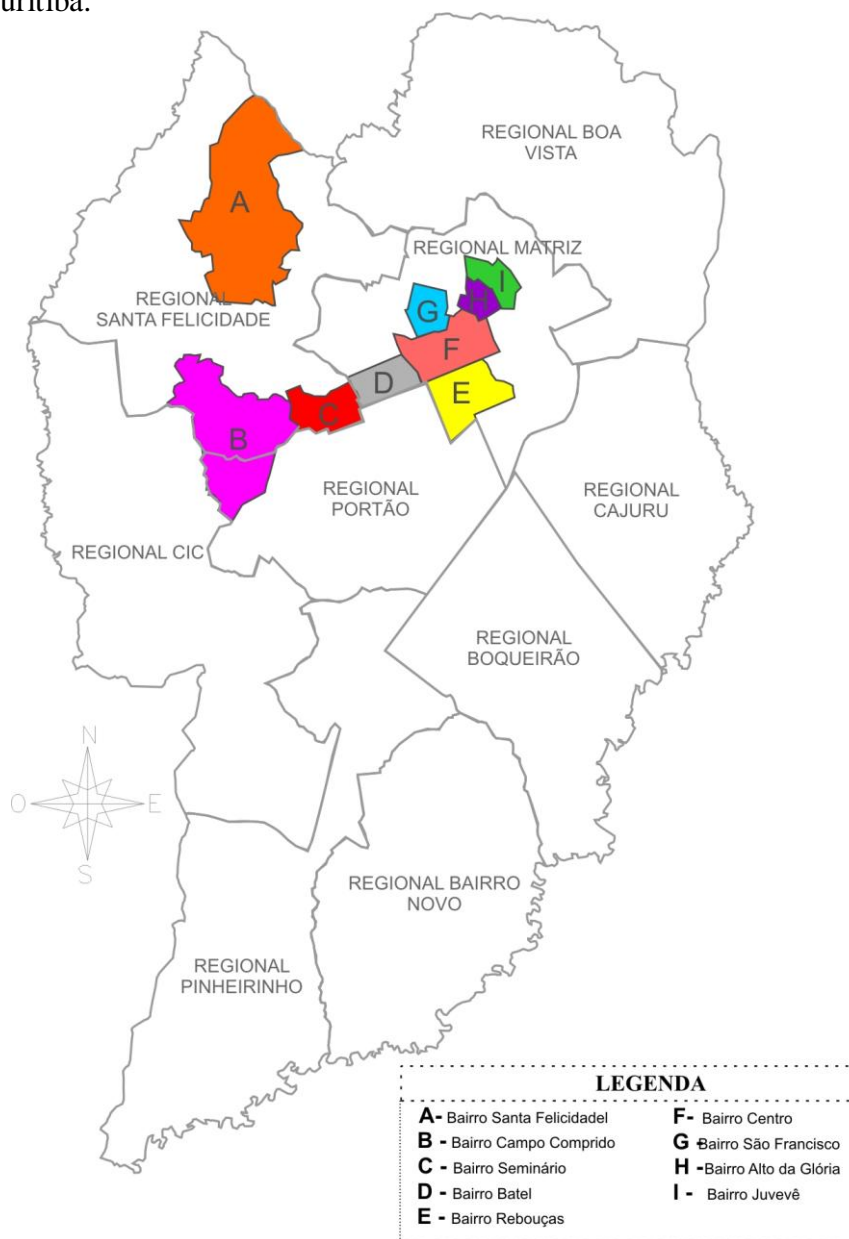 uritiba.
REGIONAL BOA
VISTA
A
REGIONAL MATRIZ
I
H
G
REGIONAL
SANTA FELICIDADE
F
D
E
C
B
REGIONAL
PORTÃO
REGIONAL
CAJURU
REGIONAL CIC
REGIONAL
BOQUEIRÃO
N
O
E
S
REGIONAL BAIRRO
NOVO
REGIONAL
PINHEIRINHO
LEGENDA
A- Bairro Santa Felicidadel
B - Bairro Campo Comprido
C - Bairro Seminário
D - Bairro Batel
E - Bairro Rebouças
F- Bairro Centro
G -Bairro São Francisco
H -Bairro Alto da Glória
I - Bairro Juvevê